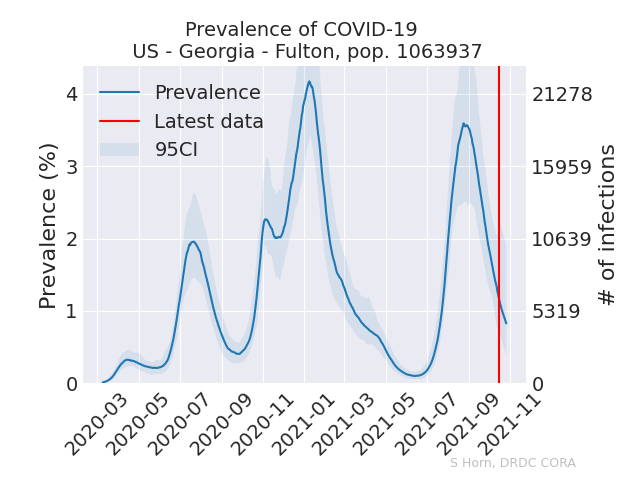 Prevalence of COVID-19
US - Georgia - Fulton, pop. 1063937
Prevalence
Latest data
95CI
Prevalence (%)
4
3
2
1
0
21278
15959
10639
5319
0
# of infections
2020-03
2020-05
2020-07
2020-09
2020-11
2021-01
2021-03
2021-05
2021-07
2021-09
2021-11
S Horn, DRDC CORA